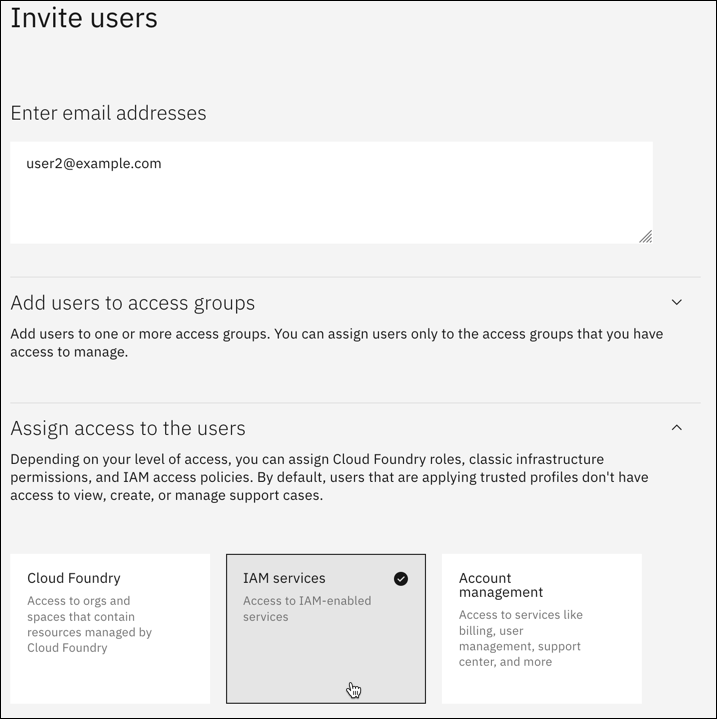 Invite users
Enter email addresses
user2@example.com
Add users to access groups
Add users to one or more access groups. You can assign users only to the access groups that you have
access to manage.
Assign access to the users
Depending on your level of access, you can assign Cloud Foundry roles, classic infrastructure
permissions, and IAM access policies. By default, users that are applying trusted profiles don't have
access to view, create, or manage support cases.
Cloud Foundry
Access to orgs and
spaces that contain
resources managed by
Cloud Foundry
IAM services
Access to IAM-enabled
services
Account
management
Access to services like
billing, user
management, support
center, and more